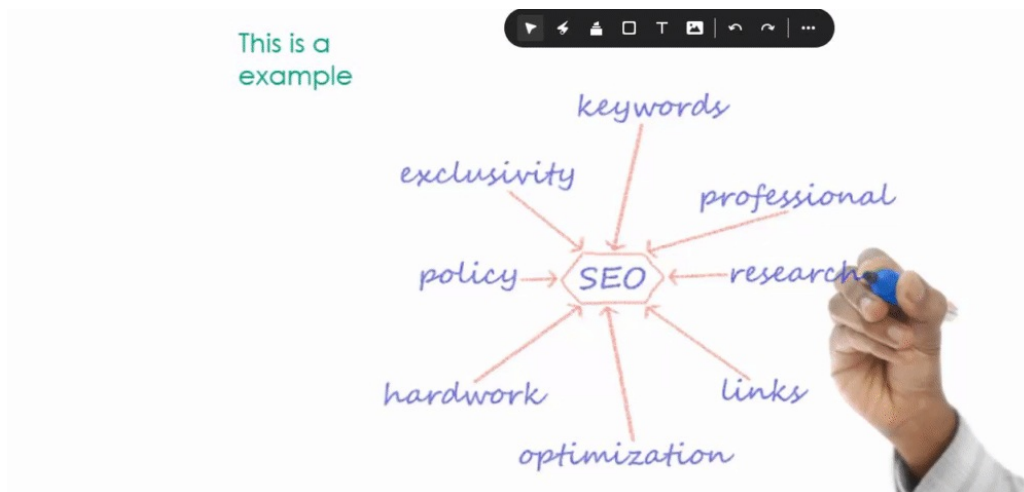 This is a
example
keywords
exclusivity
professional
policy
SEO
research
hardwork
links
optimization